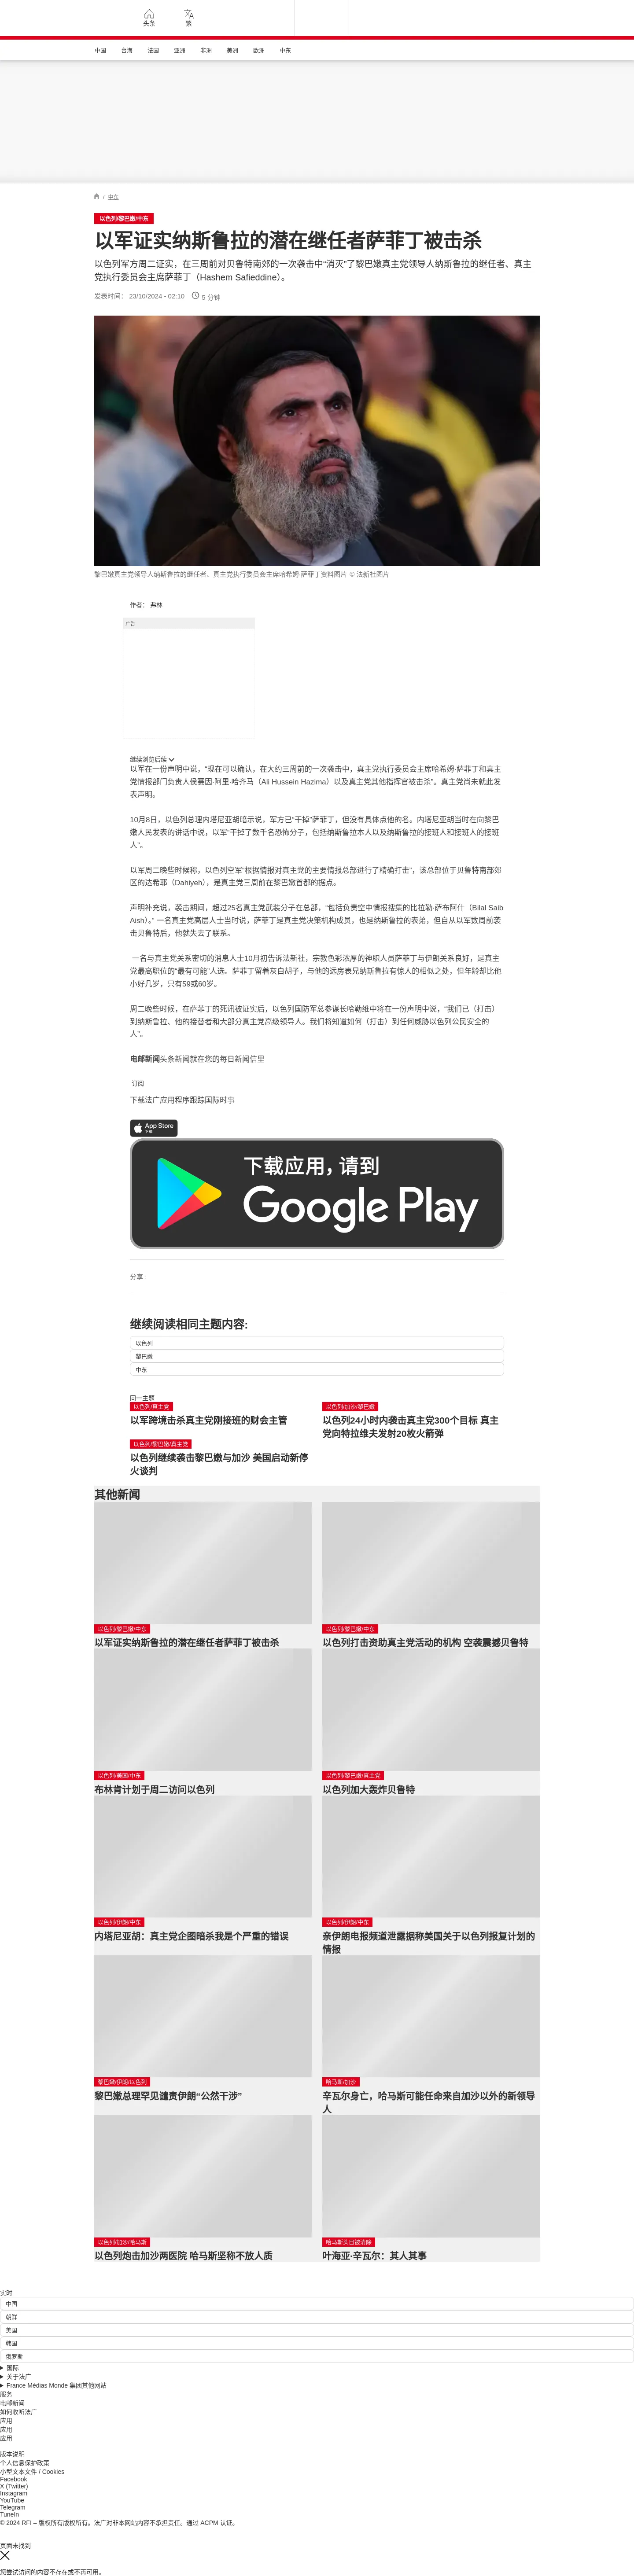 头条
繁
中国
台海
法国
亚洲
非洲
美洲
欧洲
中东
/ 中东
以色列/黎巴嫩/中东
以军证实纳斯鲁拉的潜在继任者萨菲丁被击杀
以色列军方周二证实，在三周前对贝鲁特南郊的一次袭击中“消灭”了黎巴嫩真主党领导人纳斯鲁拉的继任者、真主
党执行委员会主席萨菲丁（Hashem Safieddine）。
发表时间： 23/10/2024 - 02:10
5 分钟
黎巴嫩真主党领导人纳斯鲁拉的继任者、真主党执行委员会主席哈希姆·萨菲丁资料图片 © 法新社图片
作者： 弗林
广告
继续浏览后续
以军在一份声明中说，“现在可以确认，在大约三周前的一次袭击中，真主党执行委员会主席哈希姆·萨菲丁和真主
党情报部门负责人侯赛因·阿里·哈齐马（Ali Hussein Hazima）以及真主党其他指挥官被击杀”。真主党尚未就此发
表声明。
10月8日，以色列总理内塔尼亚胡暗示说，军方已“干掉”萨菲丁，但没有具体点他的名。内塔尼亚胡当时在向黎巴
嫩人民发表的讲话中说，以军“干掉了数千名恐怖分子，包括纳斯鲁拉本人以及纳斯鲁拉的接班人和接班人的接班
人”。
以军周二晚些时候称，以色列空军“根据情报对真主党的主要情报总部进行了精确打击”，该总部位于贝鲁特南部郊
区的达希耶（Dahiyeh），是真主党三周前在黎巴嫩首都的据点。
声明补充说，袭击期间，超过25名真主党武装分子在总部，“包括负责空中情报搜集的比拉勒·萨布阿什（Bilal Saib
Aish）。” 一名真主党高层人士当时说，萨菲丁是真主党决策机构成员，也是纳斯鲁拉的表弟，但自从以军数周前袭
击贝鲁特后，他就失去了联系。
一名与真主党关系密切的消息人士10月初告诉法新社，宗教色彩浓厚的神职人员萨菲丁与伊朗关系良好，是真主
党最高职位的“最有可能”人选。萨菲丁留着灰白胡子，与他的远房表兄纳斯鲁拉有惊人的相似之处，但年龄却比他
小好几岁，只有59或60岁。
周二晚些时候，在萨菲丁的死讯被证实后，以色列国防军总参谋长哈勒维中将在一份声明中说，“我们已（打击）
到纳斯鲁拉、他的接替者和大部分真主党高级领导人。我们将知道如何（打击）到任何威胁以色列公民安全的
人”。
电邮新闻头条新闻就在您的每日新闻信里
订阅
下载法广应用程序跟踪国际时事
App Store
下载
下载应用，请到
Google Play
分享 :
继续阅读相同主题内容:
以色列
黎巴嫩
中东
同一主题
以色列/真主党
以军跨境击杀真主党刚接班的财会主管
以色列/加沙/黎巴嫩
以色列24小时内袭击真主党300个目标 真主
党向特拉维夫发射20枚火箭弹
以色列/黎巴嫩/真主党
以色列继续袭击黎巴嫩与加沙 美国启动新停
火谈判
其他新闻
以色列/黎巴嫩/中东
以军证实纳斯鲁拉的潜在继任者萨菲丁被击杀
以色列/黎巴嫩/中东
以色列打击资助真主党活动的机构 空袭震撼贝鲁特
以色列/美国/中东
布林肯计划于周二访问以色列
以色列/黎巴嫩/真主党
以色列加大轰炸贝鲁特
以色列/伊朗/中东
内塔尼亚胡：真主党企图暗杀我是个严重的错误
以色列/伊朗/中东
亲伊朗电报频道泄露据称美国关于以色列报复计划的
情报
黎巴嫩/伊朗/以色列
黎巴嫩总理罕见谴责伊朗“公然干涉”
哈马斯/加沙
辛瓦尔身亡，哈马斯可能任命来自加沙以外的新领导
人
以色列/加沙/哈马斯
以色列炮击加沙两医院 哈马斯坚称不放人质
哈马斯头目被清除
叶海亚·辛瓦尔：其人其事
实时
中国
朝鲜
美国
韩国
俄罗斯
国际
关于法广
France Médias Monde 集团其他网站
服务
电邮新闻
如何收听法广
应用
应用
应用
版本说明
个人信息保护政策
小型文本文件 / Cookies
Facebook
X (Twitter)
Instagram
YouTube
Telegram
TuneIn
© 2024 RFI – 版权所有版权所有。法广对非本网站内容不承担责任。通过 ACPM 认证。
页面未找到
您尝试访问的内容不存在或不再可用。